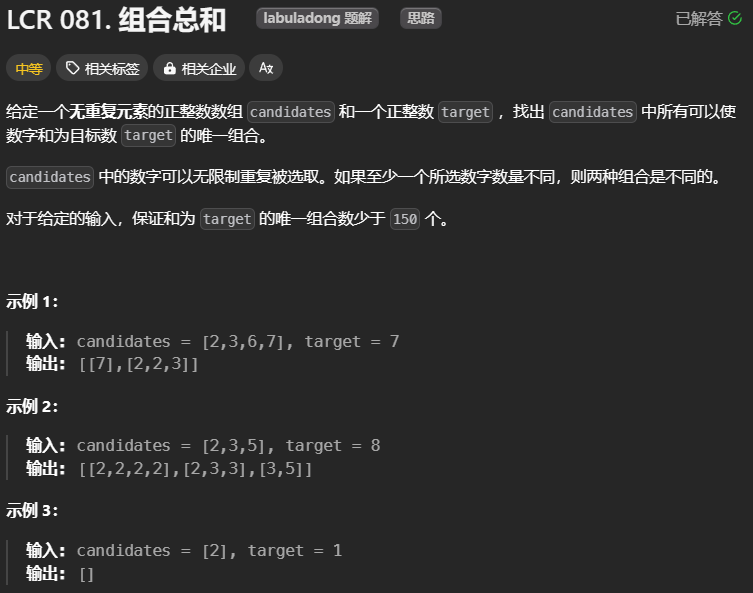 LCR 081. 组合总和 labuladong 题解 思路 已解答
中等 相关标签 相关企业 Ax
给定一个无重复元素的正整数数组 candidates 和一个正整数 target ，找出 candidates 中所有可以使
数字和为目标数 target 的唯一组合。
candidates 中的数字可以无限制重复被选取。如果至少一个所选数字数量不同，则两种组合是不同的。
对于给定的输入，保证和为 target 的唯一组合数少于 150 个。
示例 1：
输入：candidates = [2,3,6,7], target = 7
输出：[[7],[2,2,3]]
示例 2：
输入：candidates = [2,3,5], target = 8
输出：[[2,2,2,2],[2,3,3],[3,5]]
示例 3：
输入：candidates = [2], target = 1
输出：[]